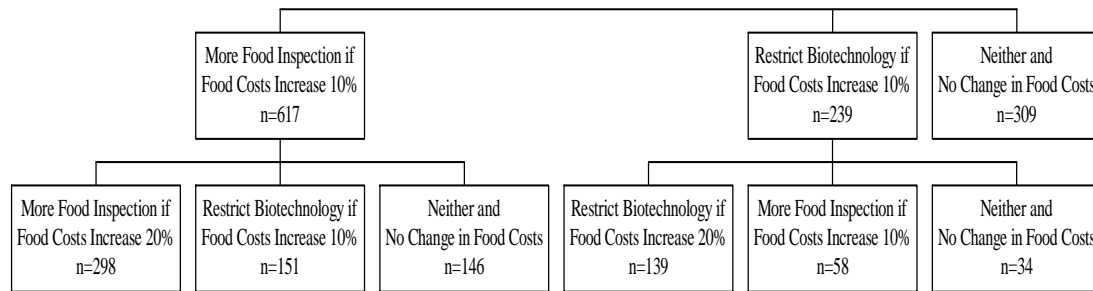 More Food Inspection if
Food Costs Increase 10%
n=617
Restrict Biotechnology if
Food Costs Increase 10%
n=239
Neither and
No Change in Food Costs
n=309
More Food Inspection if
Food Costs Increase 20%
n=298
Restrict Biotechnology if
Food Costs Increase 10%
n=151
Neither and
No Change in Food Costs
n=146
Restrict Biotechnology if
Food Costs Increase 20%
n=139
More Food Inspection if
Food Costs Increase 10%
n=58
Neither and
No Change in Food Costs
n=34